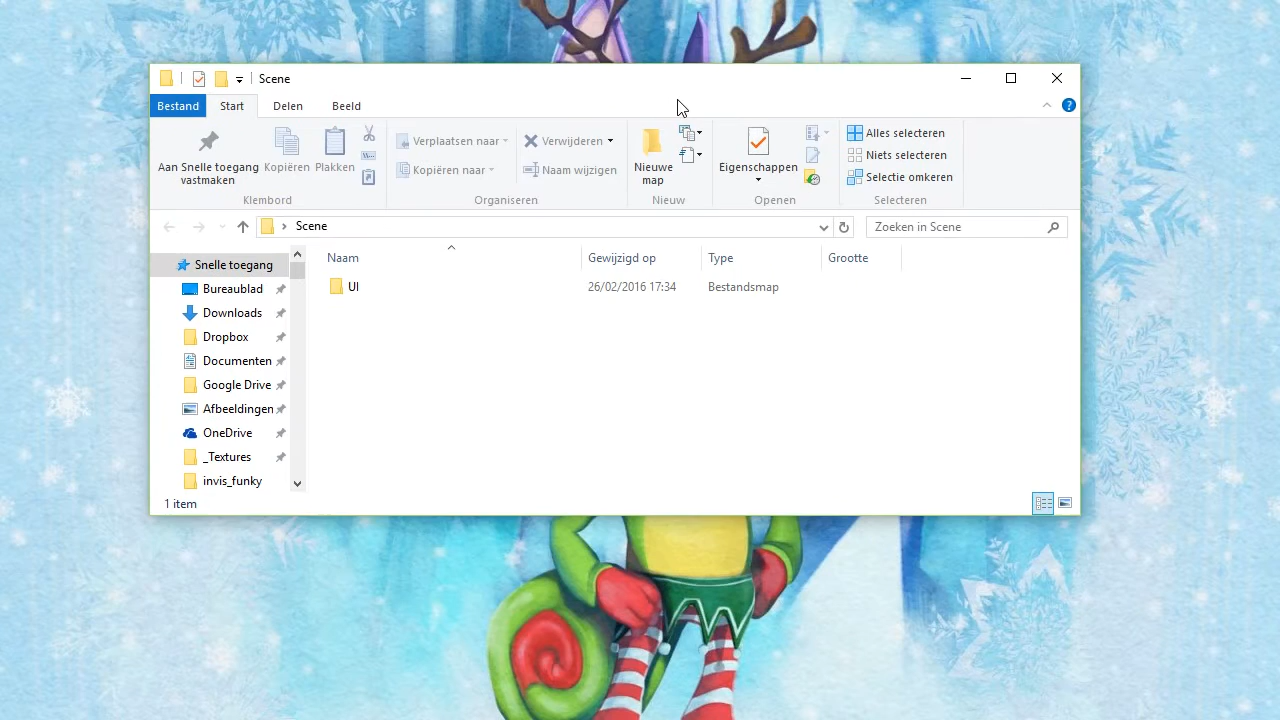 Scene
Bestand Start Delen Beeld
Aan Snelle toegang vastmaken
Kopiëren
Plakken
Klembord
Verplaatsen naar
Kopiëren naar
Verwijderen
Naam wijzigen
Organiseren
Nieuwe map
Nieuw
Eigenschappen
Openen
Alles selecteren
Niets selecteren
Selectie omkeren
Selecteren
Scene
Zoeken in Scene
Naam Gewijzigd op Type Grootte
UI 26/02/2016 17:34 Bestandsmap
Snelle toegang
Bureaublad
Downloads
Dropbox
Documenten
Google Drive
Afbeeldingen
OneDrive
_Textures
invis_funky
1 item